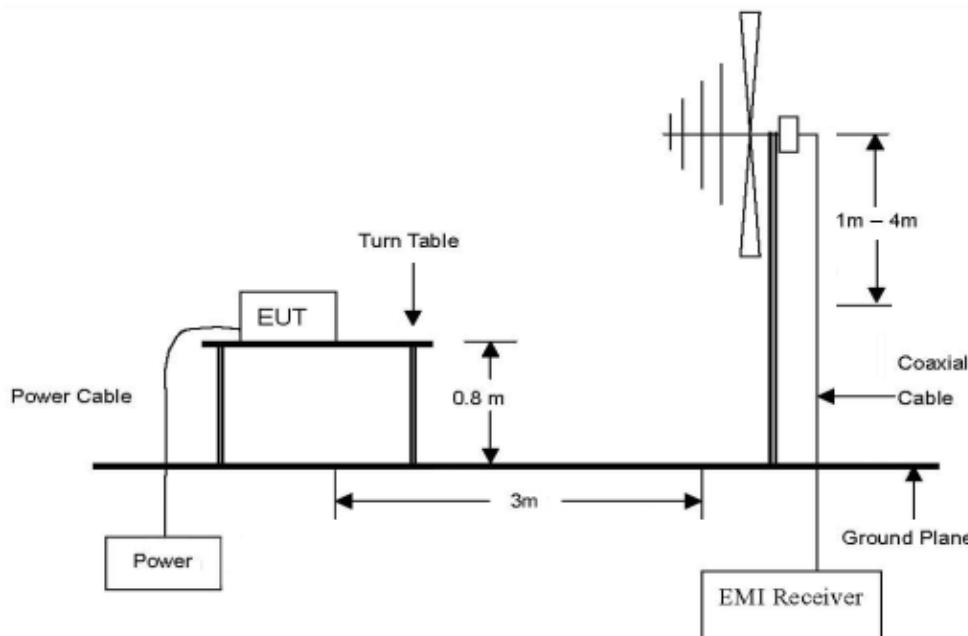 1m – 4m
Turn Table
EUT
Coaxial
Cable
Power Cable
0.8 m
3m
Ground Plane
Power
EMI Receiver